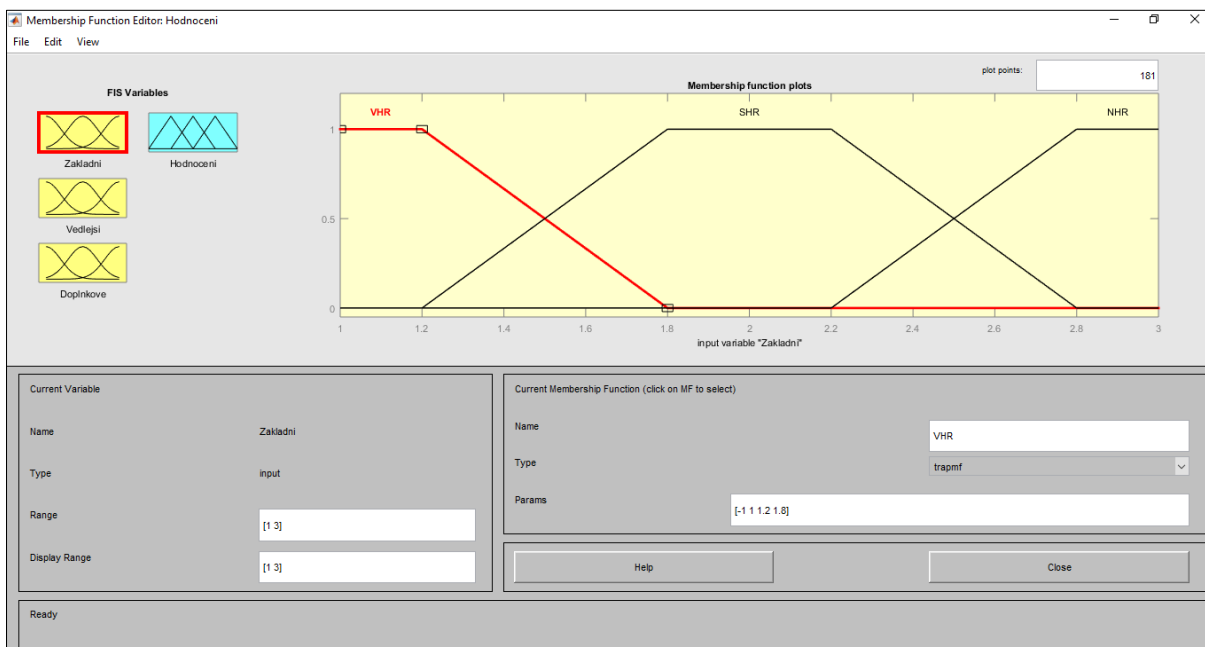 Membership Function Editor: Hodnoceni
File Edit View
plot points:
181
FIS Variables
Zakladni
Hodnoceni
Vedlejsi
Doplnkove
Membership function plots
VHR SHR NHR
1
0.5
0
1 1.2 1.4 1.6 1.8 2 2.2 2.4 2.6 2.8 3
input variable "Zakladni"
Current Variable
Name Zakladni
Type input
Range [1 3]
Display Range [1 3]
Current Membership Function (click on MF to select)
Name VHR
Type trapmf
Params [-1 1 1.2 1.8]
Help Close
Ready